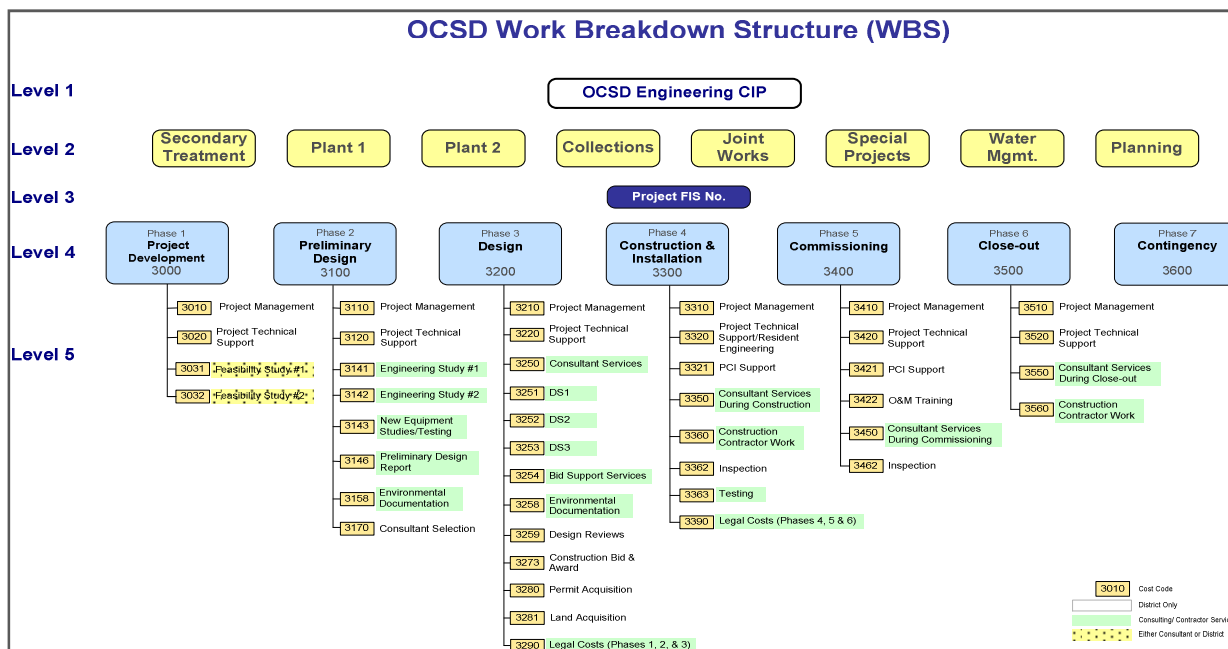 OCSD Work Breakdown Structure (WBS)
Level 1
OCSD Engineering CIP
Level 2
Secondary
Treatment
Plant 1
Plant 2
Collections
Joint
Works
Special
Projects
Water
Mgmt.
Planning
Level 3
Project FIS No.
Level 4
Phase 1
Project
Development
3000
Phase 2
Preliminary
Design
3100
Phase 3
Design
3200
Phase 4
Construction &
Installation
3300
Phase 5
Commissioning
3400
Phase 6
Close-out
3500
Phase 7
Contingency
3600
Level 5
3010 Project Management
3020 Project Technical
Support
3031 Feasibility Study #1
3032 Feasibility Study #2
3110 Project Management
3120 Project Technical
Support
3141 Engineering Study #1
3142 Engineering Study #2
3143 New Equipment
Studies/Testing
3146 Preliminary Design
Report
3158 Environmental
Documentation
3170 Consultant Selection
3210 Project Management
3220 Project Technical
Support
3250 Consultant Services
3251 DS1
3252 DS2
3253 DS3
3254 Bid Support Services
3258 Environmental
Documentation
3259 Design Reviews
3273 Construction Bid &
Award
3280 Permit Acquisition
3281 Land Acquisition
3290 Legal Costs (Phases 1, 2, & 3)
3310 Project Management
3320 Project Technical
Support/Resident
Engineering
3321 PCI Support
3350 Consultant Services
During Construction
3360 Construction
Contractor Work
3362 Inspection
3363 Testing
3390 Legal Costs (Phases 4, 5 & 6)
3410 Project Management
3420 Project Technical
Support
3421 PCI Support
3422 O&M Training
3450 Consultant Services
During Commissioning
3462 Inspection
3510 Project Management
3520 Project Technical
Support
3550 Consultant Services
During Close-out
3560 Construction
Contractor Work
3010 Cost Code
District Only
Consulting/ Contractor Servi
Either Consultant or District